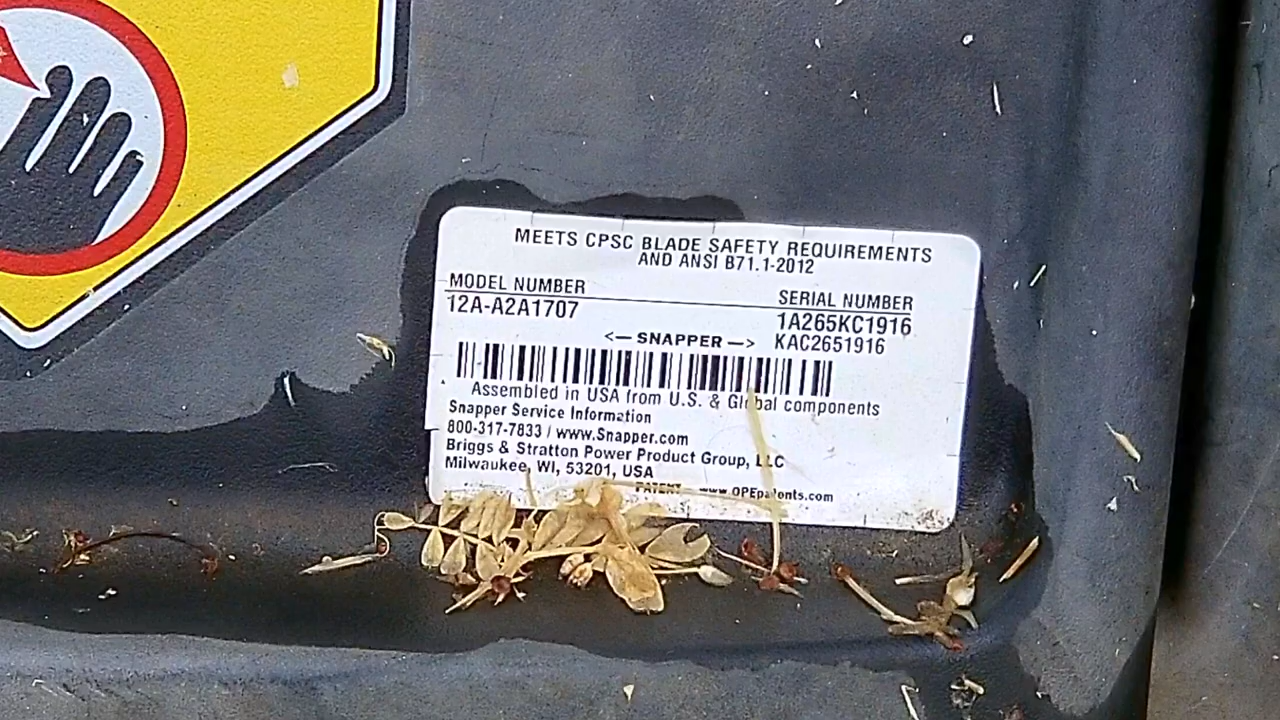 MEETS CPSC BLADE SAFETY REQUIREMENTS
AND ANSI B71.1-2012
MODEL NUMBER SERIAL NUMBER
12A-A2A1707 1A265KC1916
<— SNAPPER —> KAC2651916
Assembled in USA from U.S. & Global components
Snapper Service Information
800-317-7833 / www.Snapper.com
Briggs & Stratton Power Product Group, LLC
Milwaukee, WI, 53201, USA
PATENT www.OPEpatents.com